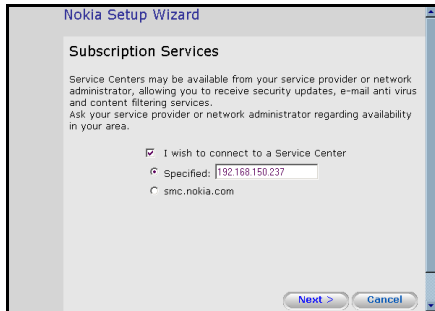 Nokia Setup Wizard
Subscription Services
Service Centers may be available from your service provider or network
administrator, allowing you to receive security updates, e-mail anti virus
and content filtering services.
Ask your service provider or network administrator regarding availability
in your area.
I wish to connect to a Service Center
Specified: 192.168.150.237
smc.nokia.com
Next > Cancel